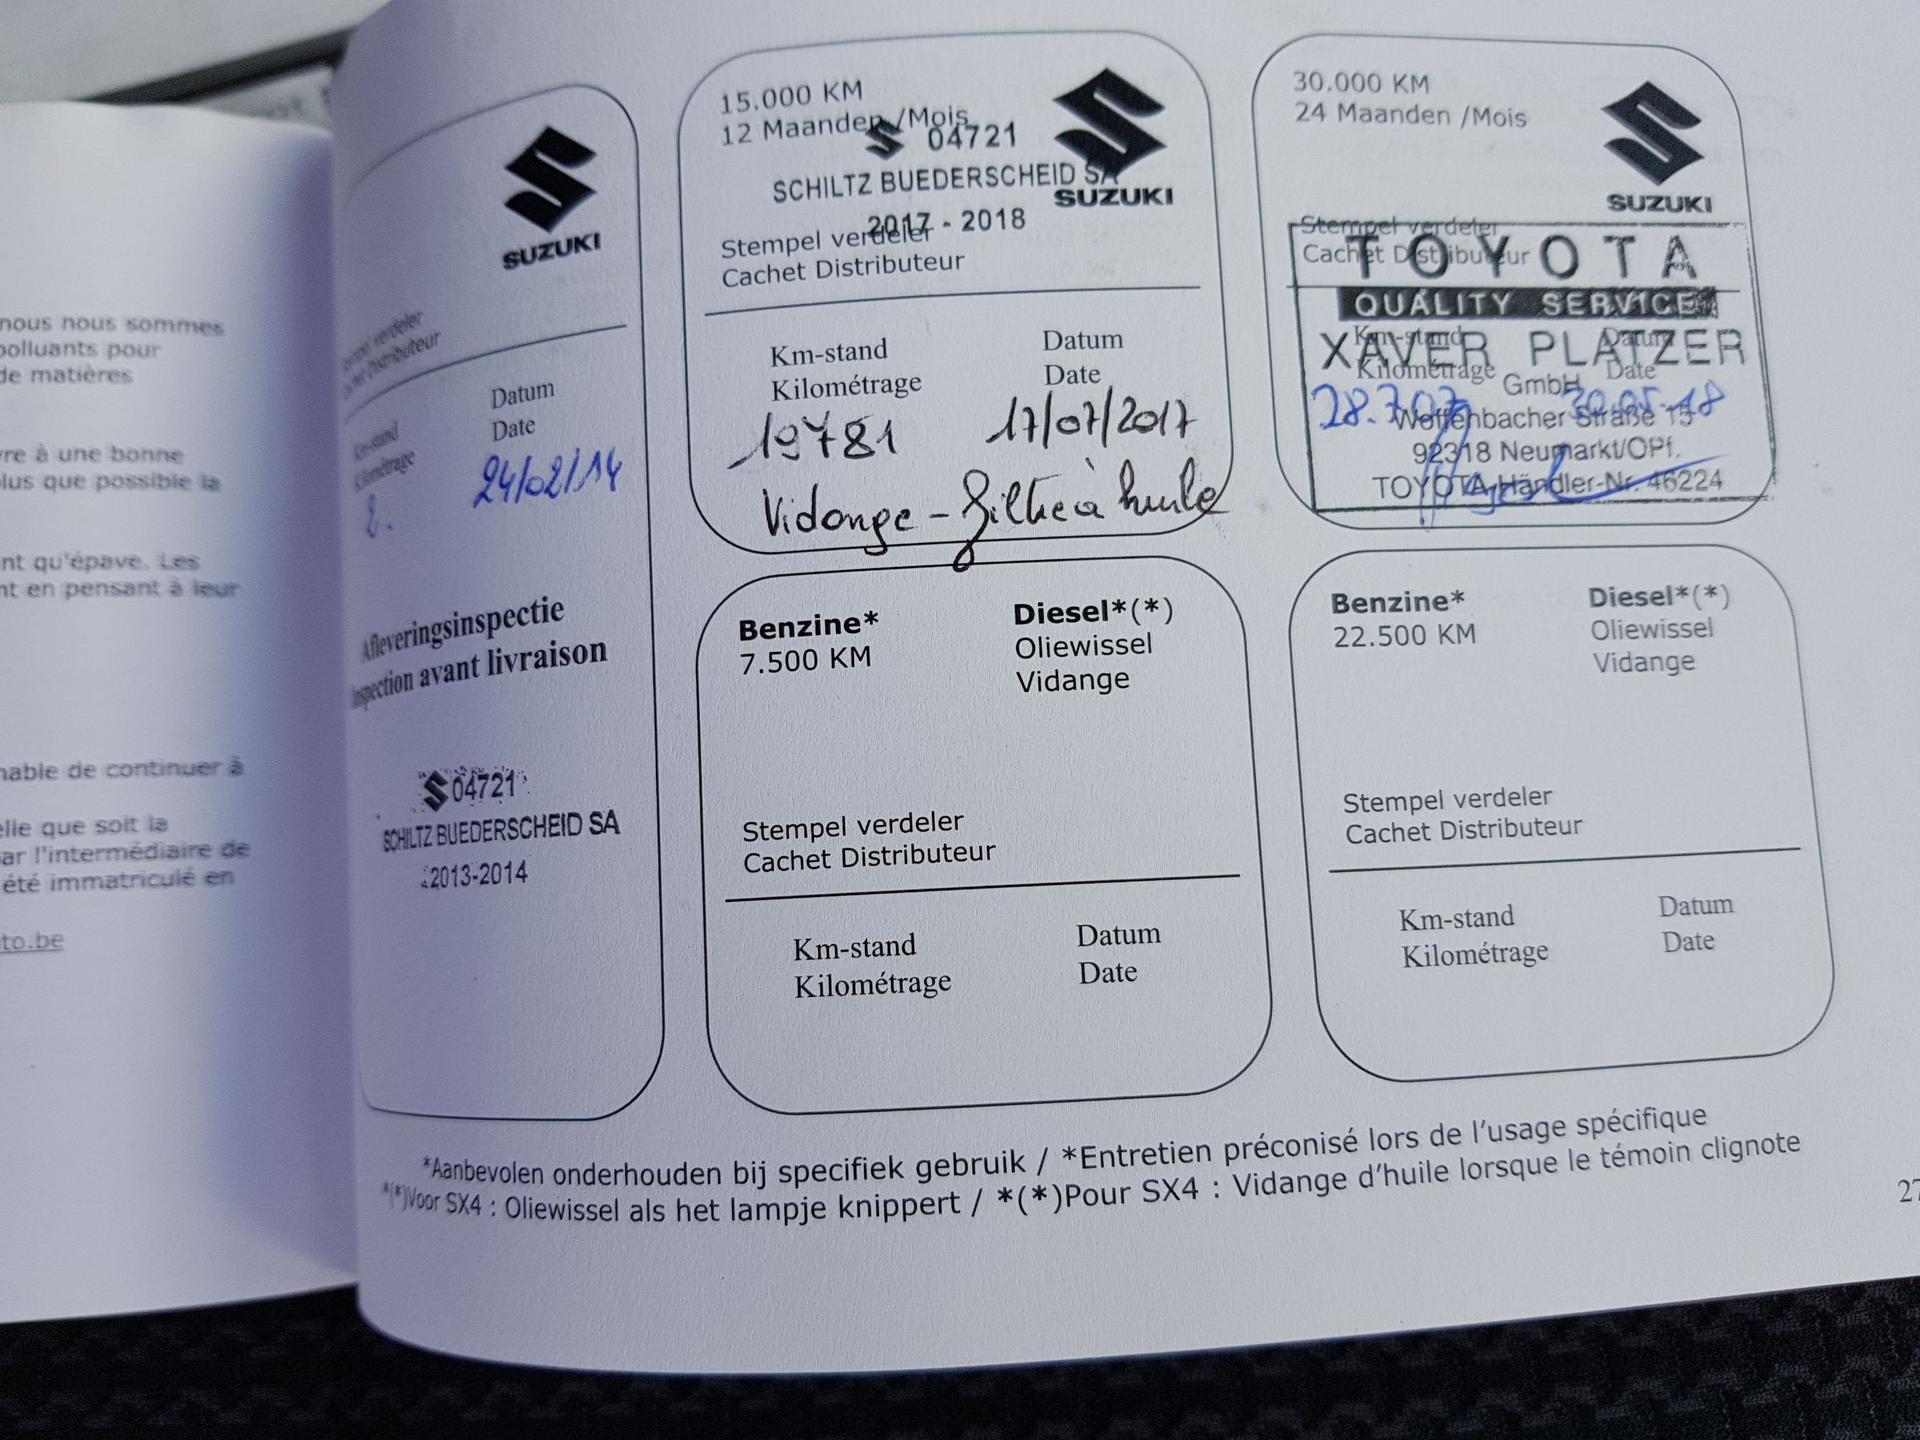 nous nous sommes
polluants pour
de matières
re à une bonne
lus que possible la
nt qu'épave. Les
nt en pensant à leur
nable de continuer à
elle que soit la
ar l'intermédiaire de
été immatriculé en
to.be
SUZUKI
Stempel verdeler
Cachet Distributeur
Datum
Km-stand
Date
Kilométrage
24/02/14
Afleveringsinspectie
Inspection avant livraison
04721
SCHILTZ BUEDERSCHEID SA
2013-2014
15.000 KM
12 Maanden /Mois
04721
SCHILTZ BUEDERSCHEID SA
SUZUKI
2017 - 2018
Stempel verdeler
Cachet Distributeur
Km-stand Datum
Kilométrage Date
19781 17/07/2017
Vidange - Filtre à huile
Benzine* Diesel*(*)
7.500 KM Oliewissel
Vidange
Stempel verdeler
Cachet Distributeur
Km-stand Datum
Kilométrage Date
30.000 KM
24 Maanden /Mois
SUZUKI
Stempel verdeler
Cachet Distributeur
TOYOTA
QUALITY SERVICE
Km-stand Datum
XAVER PLATZER
Kilométrage Date
GmbH
28.707 30.05.18
Woffenbacher Straße 15
92318 Neumarkt/OPf.
TOYOTA-Händler-Nr. 46224
Benzine* Diesel*(*)
22.500 KM Oliewissel
Vidange
Stempel verdeler
Cachet Distributeur
Km-stand Datum
Kilométrage Date
*Aanbevolen onderhouden bij specifiek gebruik / *Entretien préconisé lors de l'usage spécifique
*(*)Voor SX4 : Oliewissel als het lampje knippert / *(*)Pour SX4 : Vidange d'huile lorsque le témoin clignote
27